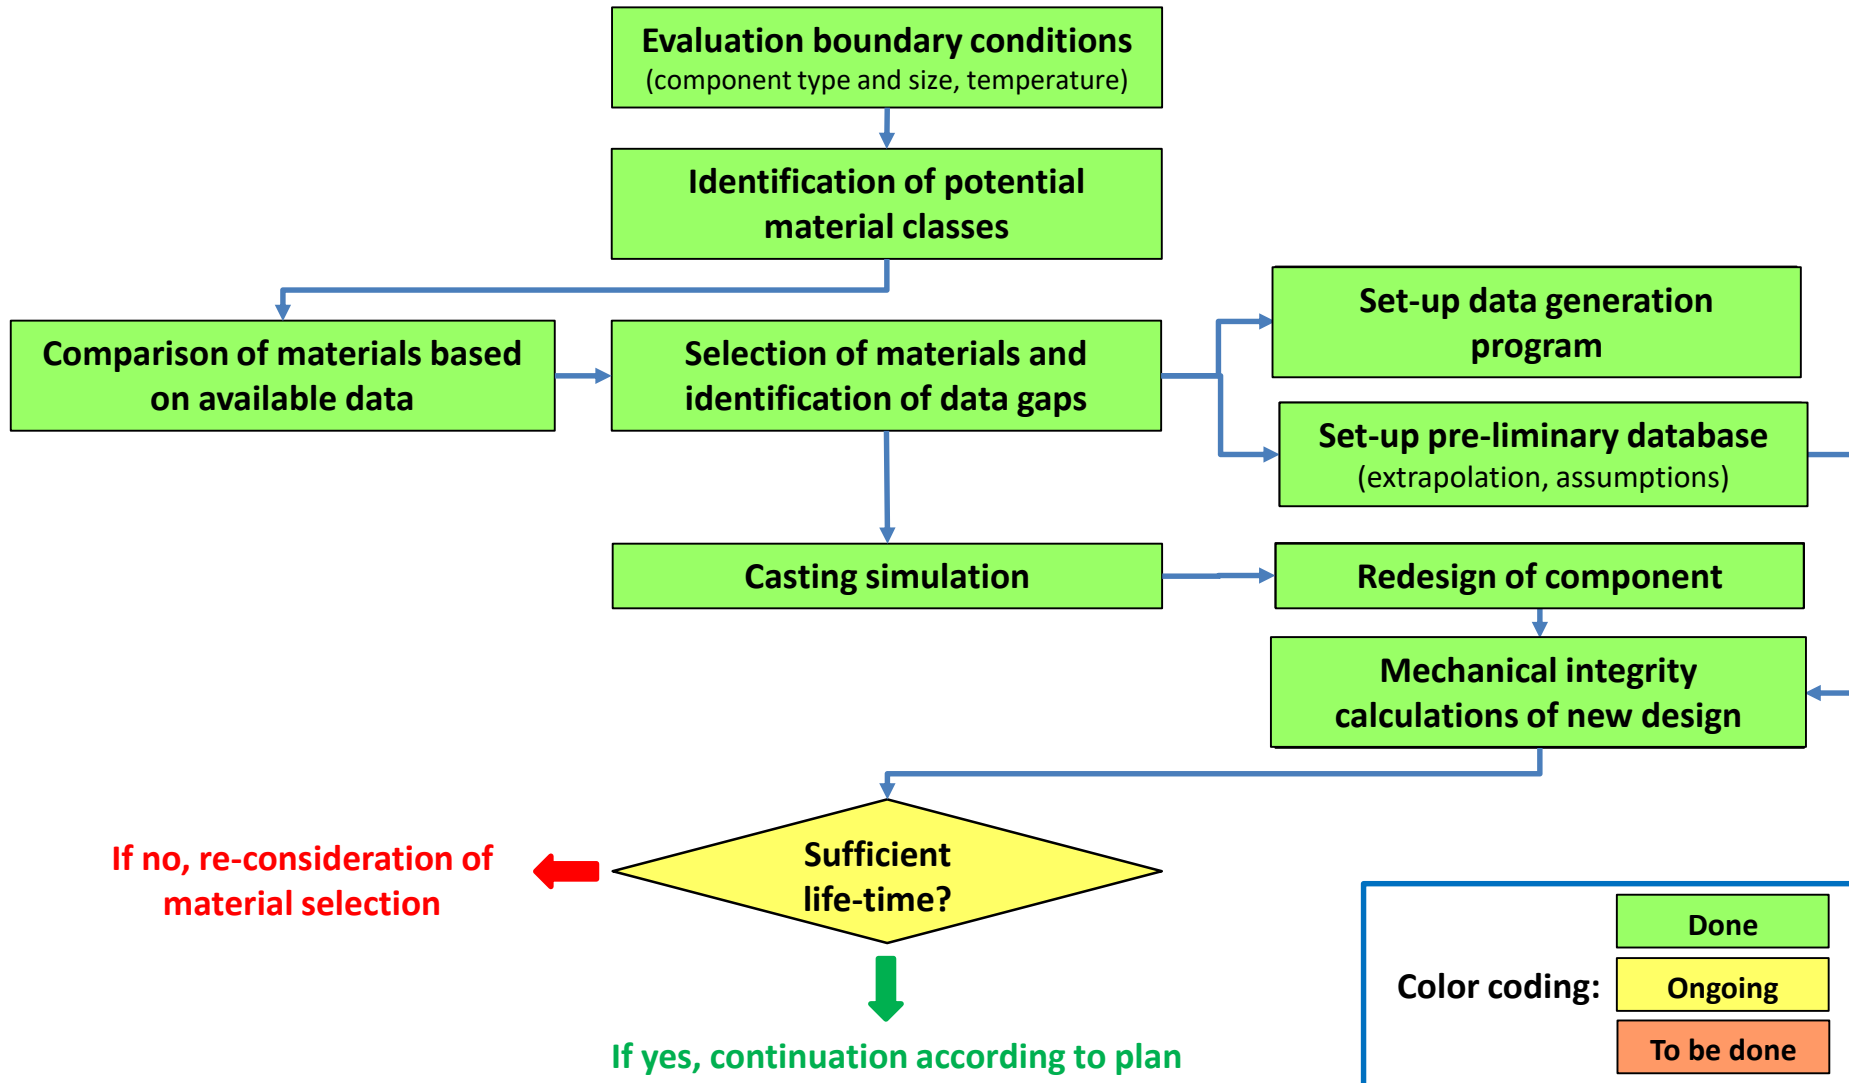 Evaluation boundary conditions
(component type and size, temperature)
Identification of potential
material classes
Comparison of materials based
on available data
Selection of materials and
identification of data gaps
Set-up data generation
program
Set-up pre-liminary database
(extrapolation, assumptions)
Casting simulation
Redesign of component
Mechanical integrity
calculations of new design
Sufficient
life-time?
If no, re-consideration of
material selection
If yes, continuation according to plan
Color coding:
Done
Ongoing
To be done